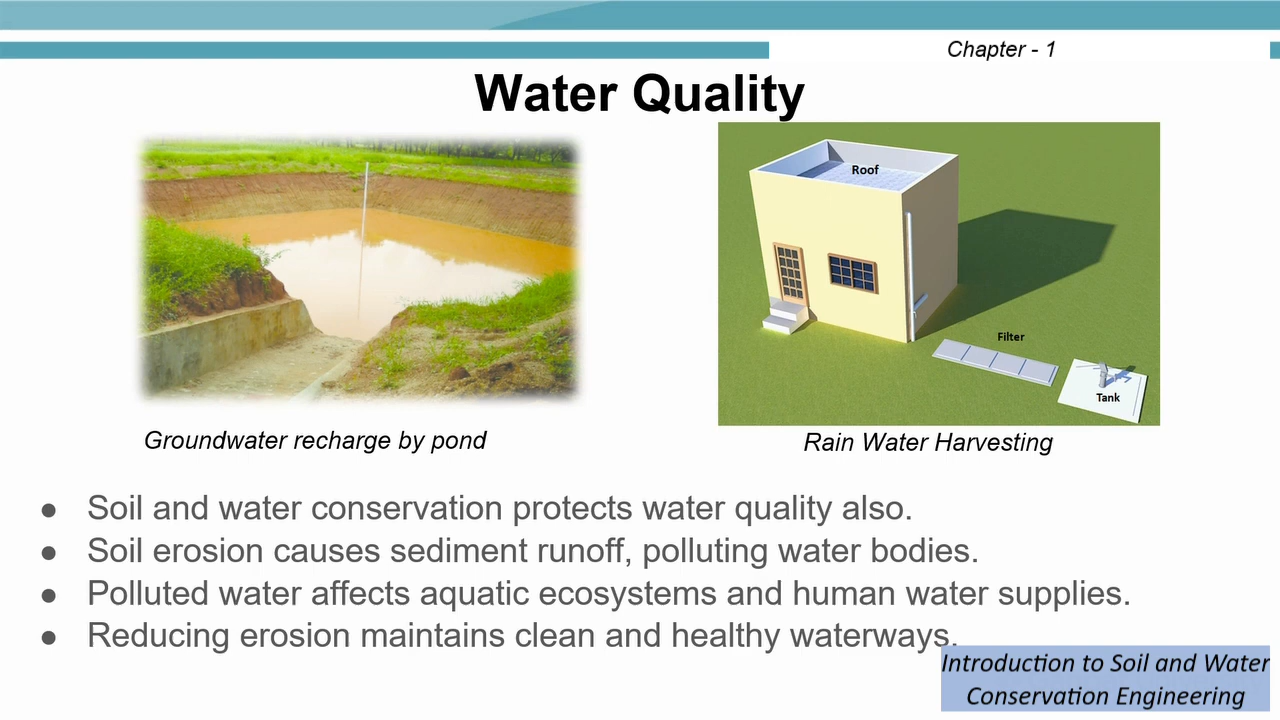 Chapter - 1
Water Quality
Roof
Filter
Tank
Groundwater recharge by pond
Rain Water Harvesting
● Soil and water conservation protects water quality also.
● Soil erosion causes sediment runoff, polluting water bodies.
● Polluted water affects aquatic ecosystems and human water supplies.
● Reducing erosion maintains clean and healthy waterways.
Introduction to Soil and Water
Conservation Engineering